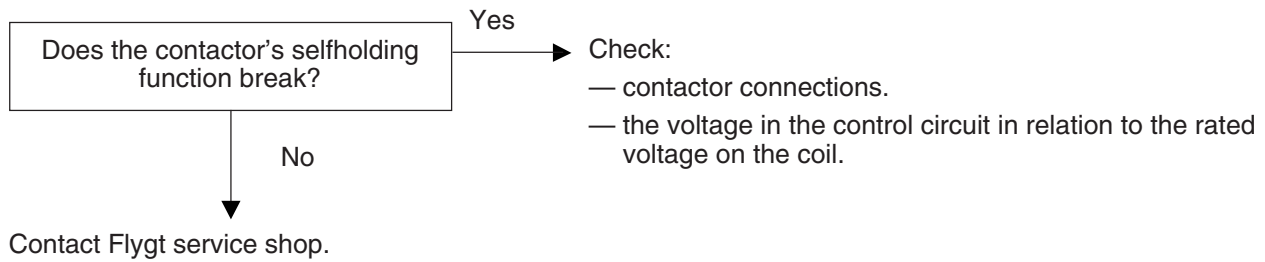 Yes
Does the contactor's selfholding
function break?
Check:
— contactor connections.
— the voltage in the control circuit in relation to the rated
voltage on the coil.
No
Contact Flygt service shop.